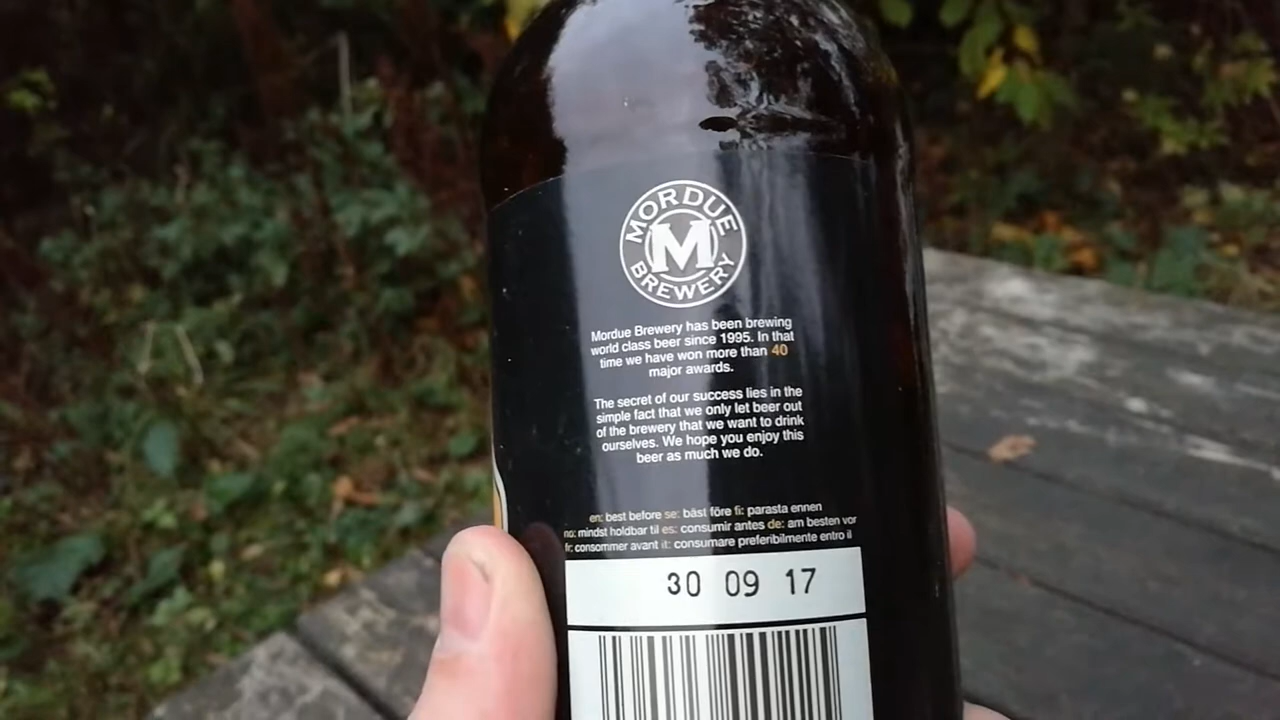 MORDUE
M
BREWERY
Mordue Brewery has been brewing
world class beer since 1995. In that
time we have won more than 40
major awards.
The secret of our success lies in the
simple fact that we only let beer out
of the brewery that we want to drink
ourselves. We hope you enjoy this
beer as much we do.
en: best before se: bäst före fi: parasta ennen
no: mindst holdbar til es: consumir antes de: am besten vor
fr: consommer avant it: consumare preferibilmente entro il
30 09 17